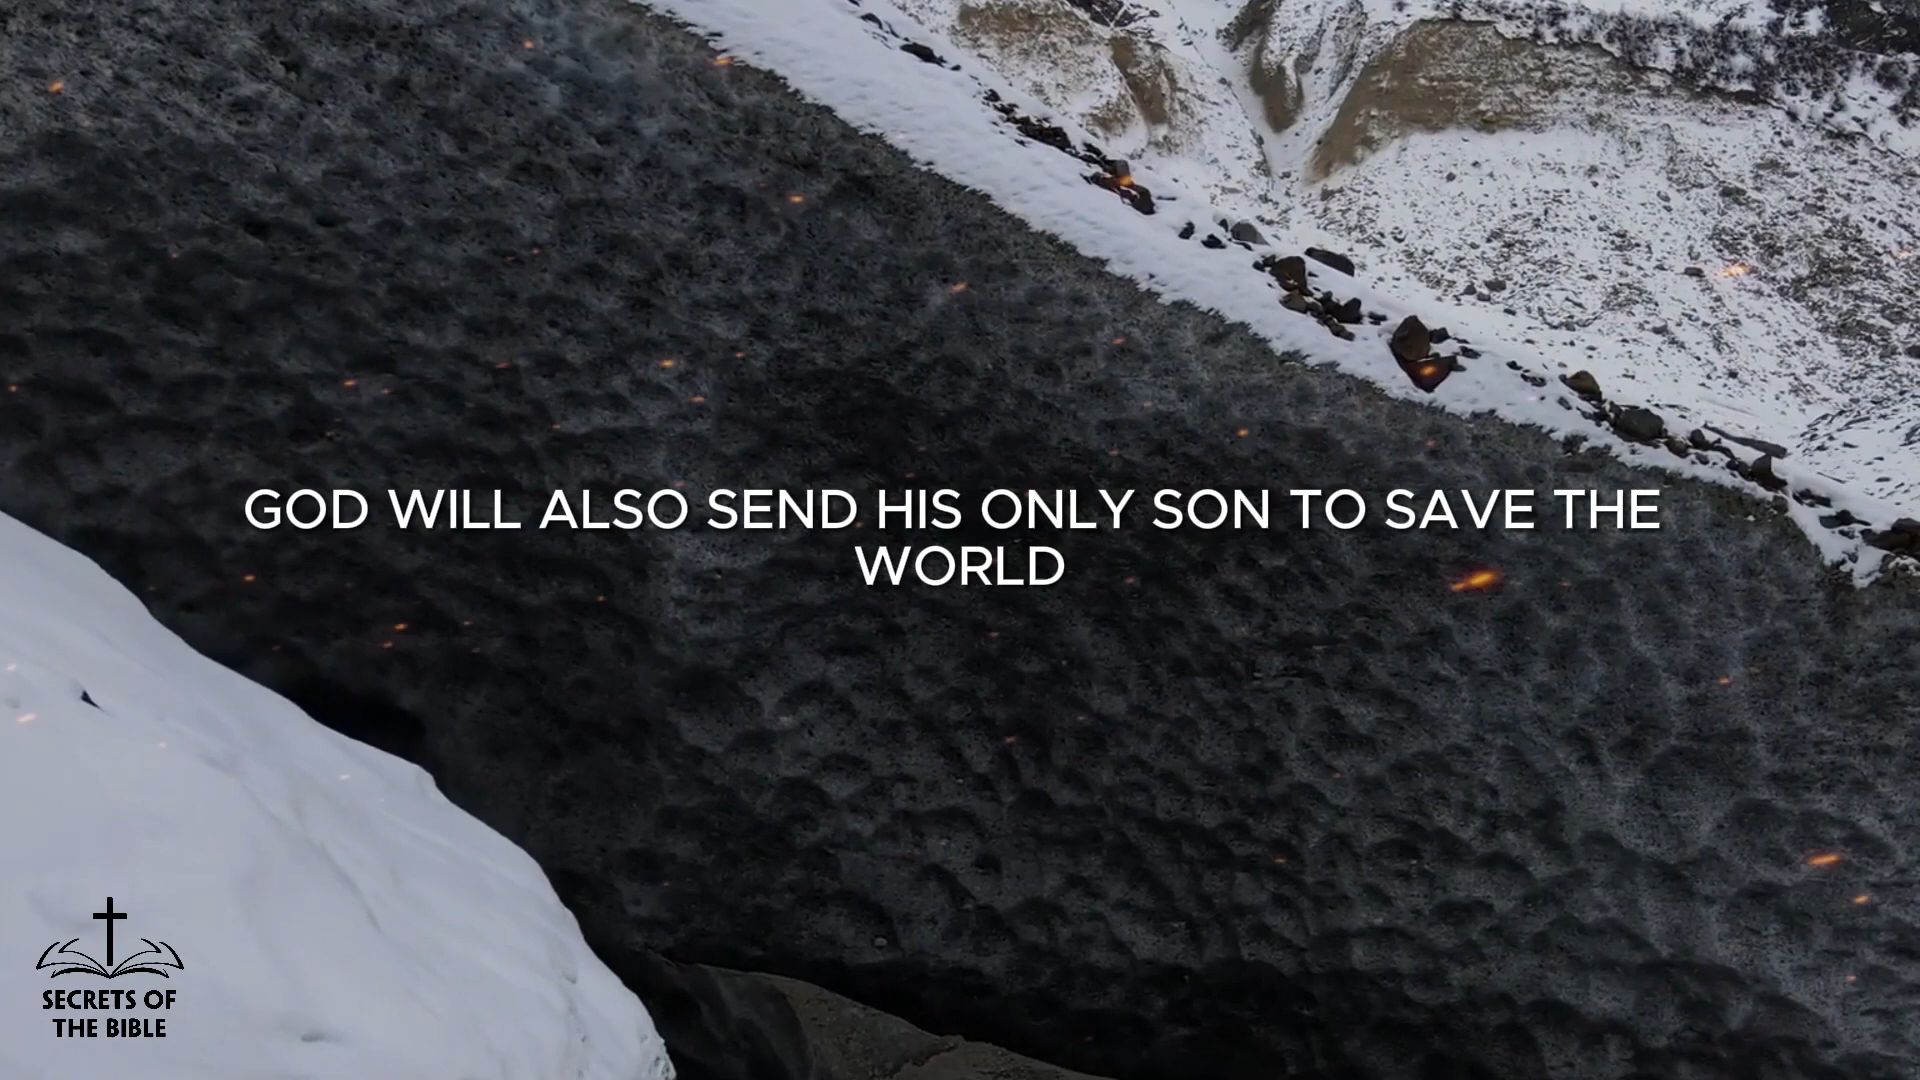 GOD WILL ALSO SEND HIS ONLY SON TO SAVE THE
WORLD
SECRETS OF
THE BIBLE